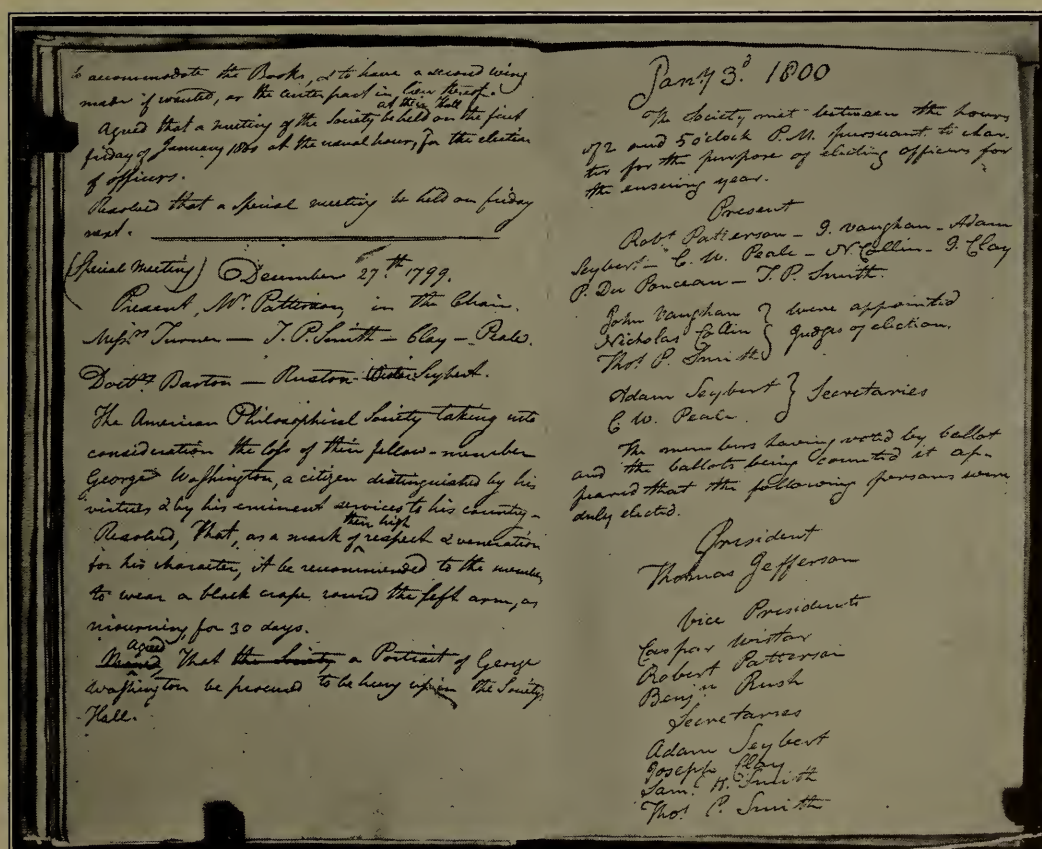 to accommodate the Books, & to have a second wing
made if wanted, or the centre part in lieu thereof.
at their Hall
Agreed that a meeting of the Society be held on the first
friday of January 1800 at the usual hours, for the election
of officers.
Resolved that a special meeting be held on friday
next.
(Special Meeting) December 27.th 1799.
Present, Mr. Patterson, in the Chair.
Messrs Turner — T. P. Smith — Clay — Peale.
Doctrs Barton — Ruston — Wistar Seybert.
The American Philosophical Society taking into
consideration the loss of their fellow-member
George Washington, a citizen distinguished by his
virtues & by his eminent services to his country —
their high
Resolved, That, as a mark of respect & veneration
for his character, it be recommended to the members
to wear a black crape round the left arm, as
mourning, for 30 days.
Agreed
Moved, That the Society a Portrait of George
Washington be procured to be hung up in the Society
Hall.
Jany 3d 1800
The Society met between the hours
of 2 and 5 o'clock P.M. pursuant to char-
ter for the purpose of electing officers for
the ensuing year.
Present
Robt Patterson — J. Vaughan — Adam
Seybert — C. W. Peale — N. Collin — J. Clay
P. Du Ponceau — T. P. Smith.
John Vaughan } were appointed
Nicholas Collin } Judges of election.
Thos P. Smith
Adam Seybert } Secretaries
C. W. Peale
The members having voted by ballot
and the ballots being counted it ap-
peared that the following persons were
duly elected.
President
Thomas Jefferson
Vice Presidents
Caspar Wistar
Robert Patterson
Benjn Rush
Secretaries
Adam Seybert
Joseph Clay
Saml H. Smith
Thos P. Smith